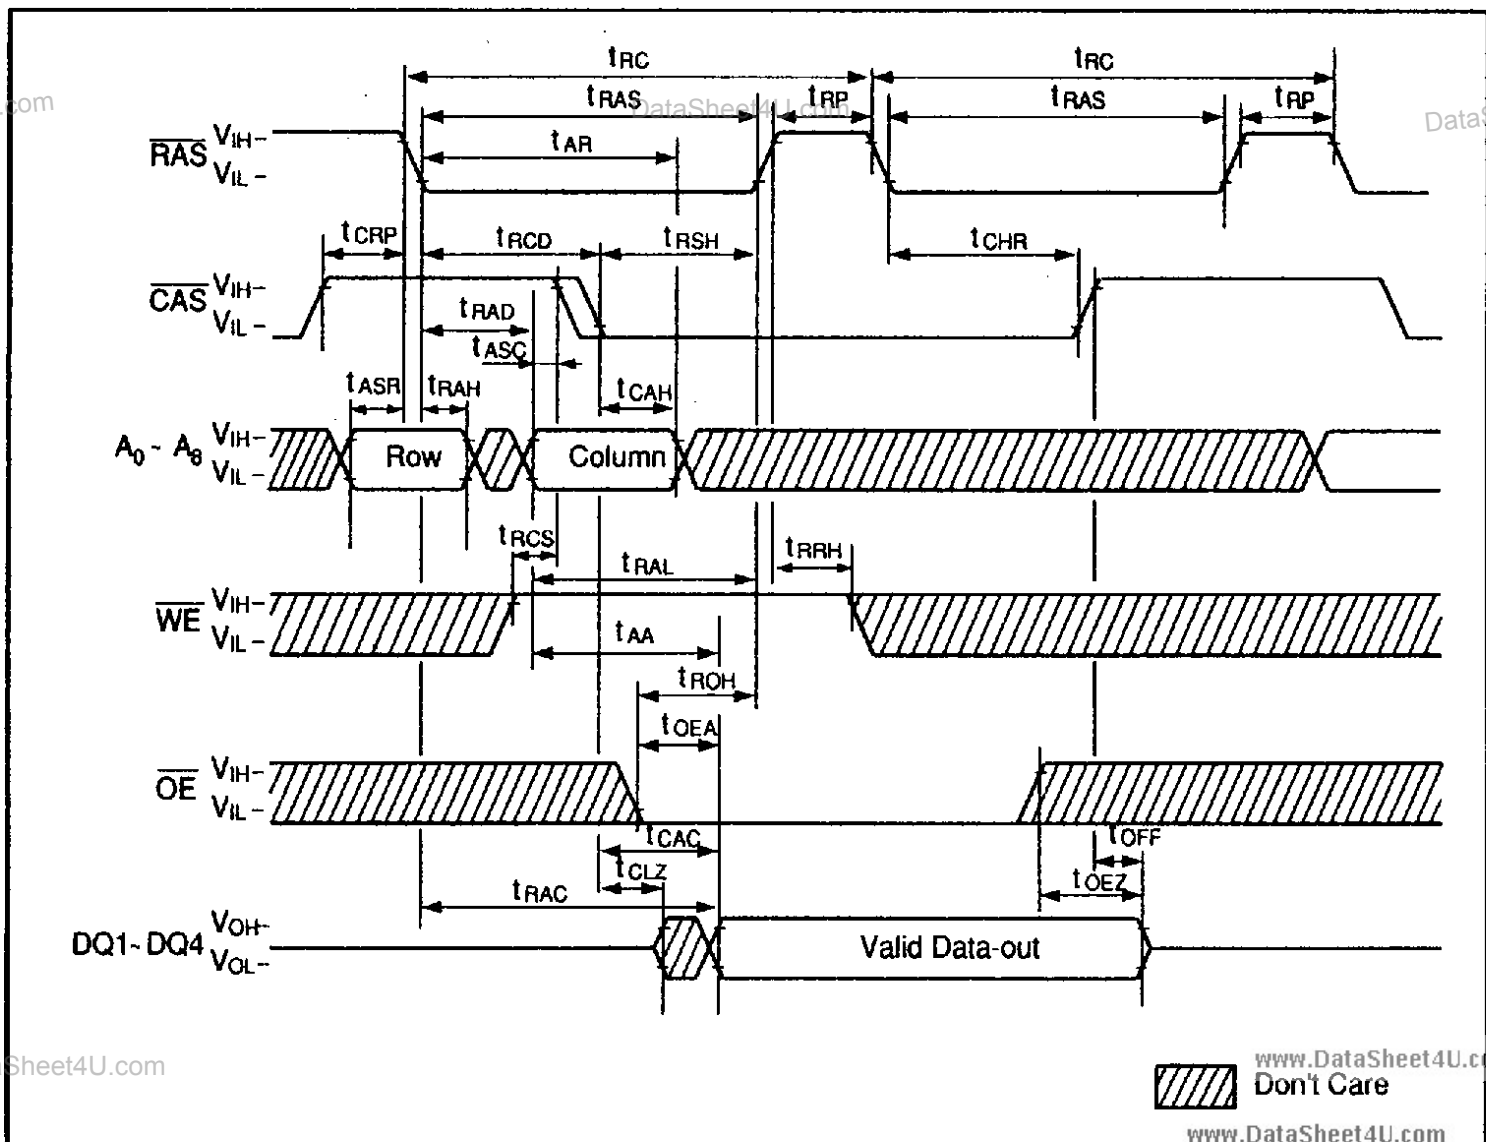 tRC tRC
tRAS tRP tRAS tRP
DataSheet4U.com
.com
DataS
RAS VIH VIL
tAR
tCRP tRCD tRSH tCHR
CAS VIH VIL
tRAD
tASC
tASR tRAH tCAH
A0 ~ A8 VIH VIL Row Column
tRCS tRAL tRRH
WE VIH VIL
tAA
tROH
tOEA
OE VIH VIL
tCAC tOFF
tCLZ tOEZ
tRAC
DQ1~DQ4 VOH VOL Valid Data-out
Sheet4U.com
www.DataSheet4U.co
Don't Care
www.DataSheet4U.com